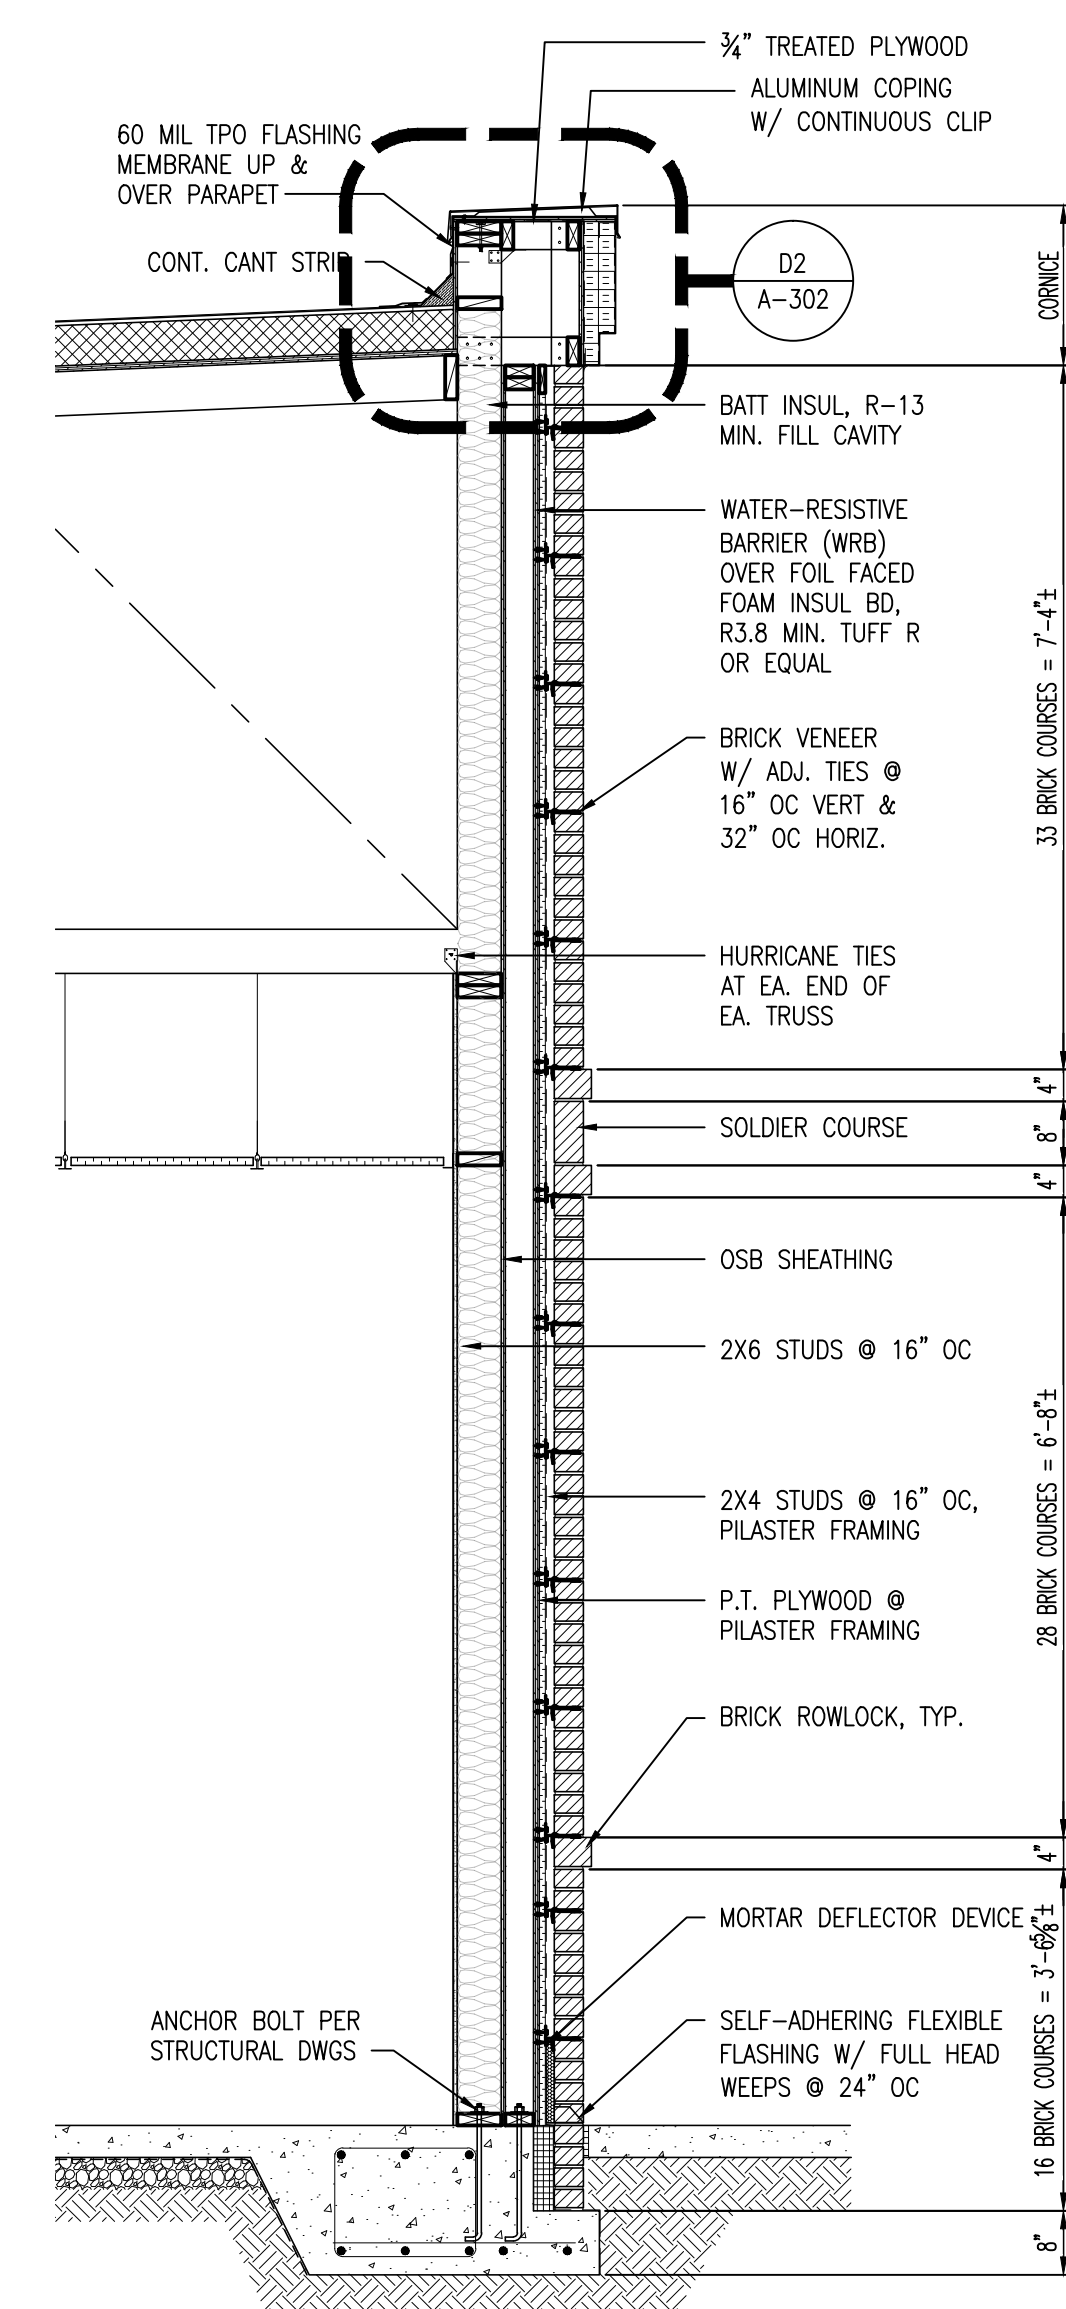 ¾" TREATED PLYWOOD
ALUMINUM COPING
W/ CONTINUOUS CLIP
60 MIL TPO FLASHING
MEMBRANE UP &
OVER PARAPET
CONT. CANT STRIP
D2
A-302
CORNICE
BATT INSUL, R-13
MIN. FILL CAVITY
WATER-RESISTIVE
BARRIER (WRB)
OVER FOIL FACED
FOAM INSUL BD,
R3.8 MIN. TUFF R
OR EQUAL
33 BRICK COURSES = 7'-4"±
BRICK VENEER
W/ ADJ. TIES @
16" OC VERT &
32" OC HORIZ.
HURRICANE TIES
AT EA. END OF
EA. TRUSS
4"
SOLDIER COURSE
8"
4"
OSB SHEATHING
2X6 STUDS @ 16" OC
28 BRICK COURSES = 6'-8"±
2X4 STUDS @ 16" OC,
PILASTER FRAMING
P.T. PLYWOOD @
PILASTER FRAMING
BRICK ROWLOCK, TYP.
4"
MORTAR DEFLECTOR DEVICE
16 BRICK COURSES = 3'-6⅝"±
ANCHOR BOLT PER
STRUCTURAL DWGS
SELF-ADHERING FLEXIBLE
FLASHING W/ FULL HEAD
WEEPS @ 24" OC
8"